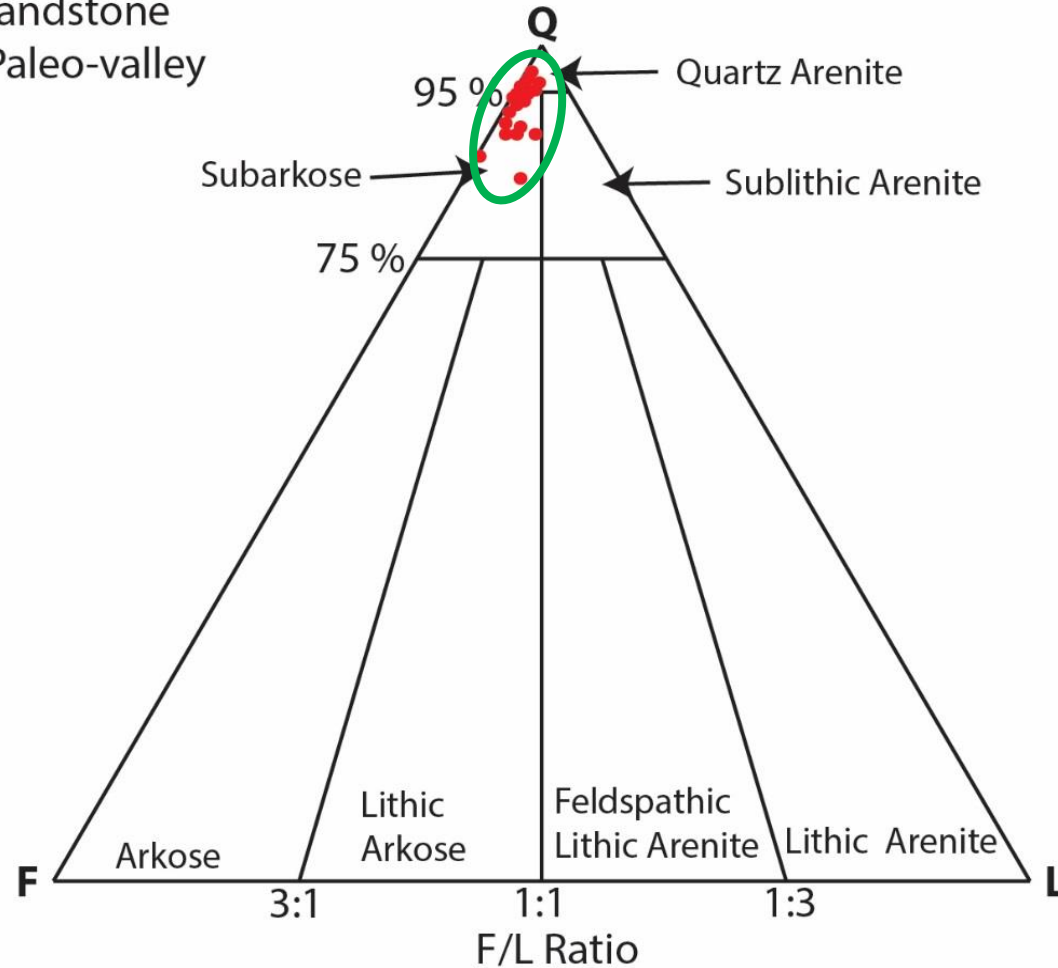 Q
Paleo-valley
Quartz Arenite
95 %
Subarkose
Sublithic Arenite
75 %
Lithic
Arkose
Feldspathic
Lithic Arenite
Arkose
Lithic Arenite
F
L
3:1
1:1
1:3
F/L Ratio